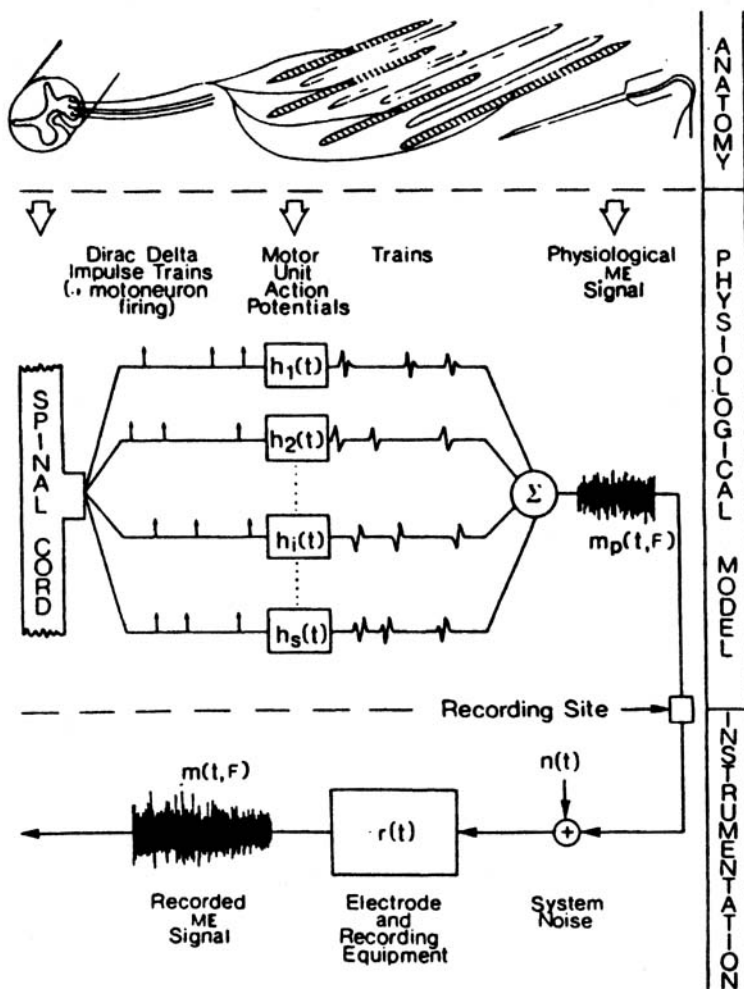 ANATOMY
Dirac Delta
Impulse Trains
(., motoneuron
firing)
Motor
Unit
Action
Potentials
Trains
Physiological
ME
Signal
SPINAL CORD
h₁(t)
h₂(t)
hᵢ(t)
hₛ(t)
Σ
mₚ(t,F)
PHYSIOLOGICAL MODEL
Recording Site
m(t,F)
r(t)
n(t)
+
Recorded
ME
Signal
Electrode
and
Recording
Equipment
System
Noise
INSTRUMENTATION